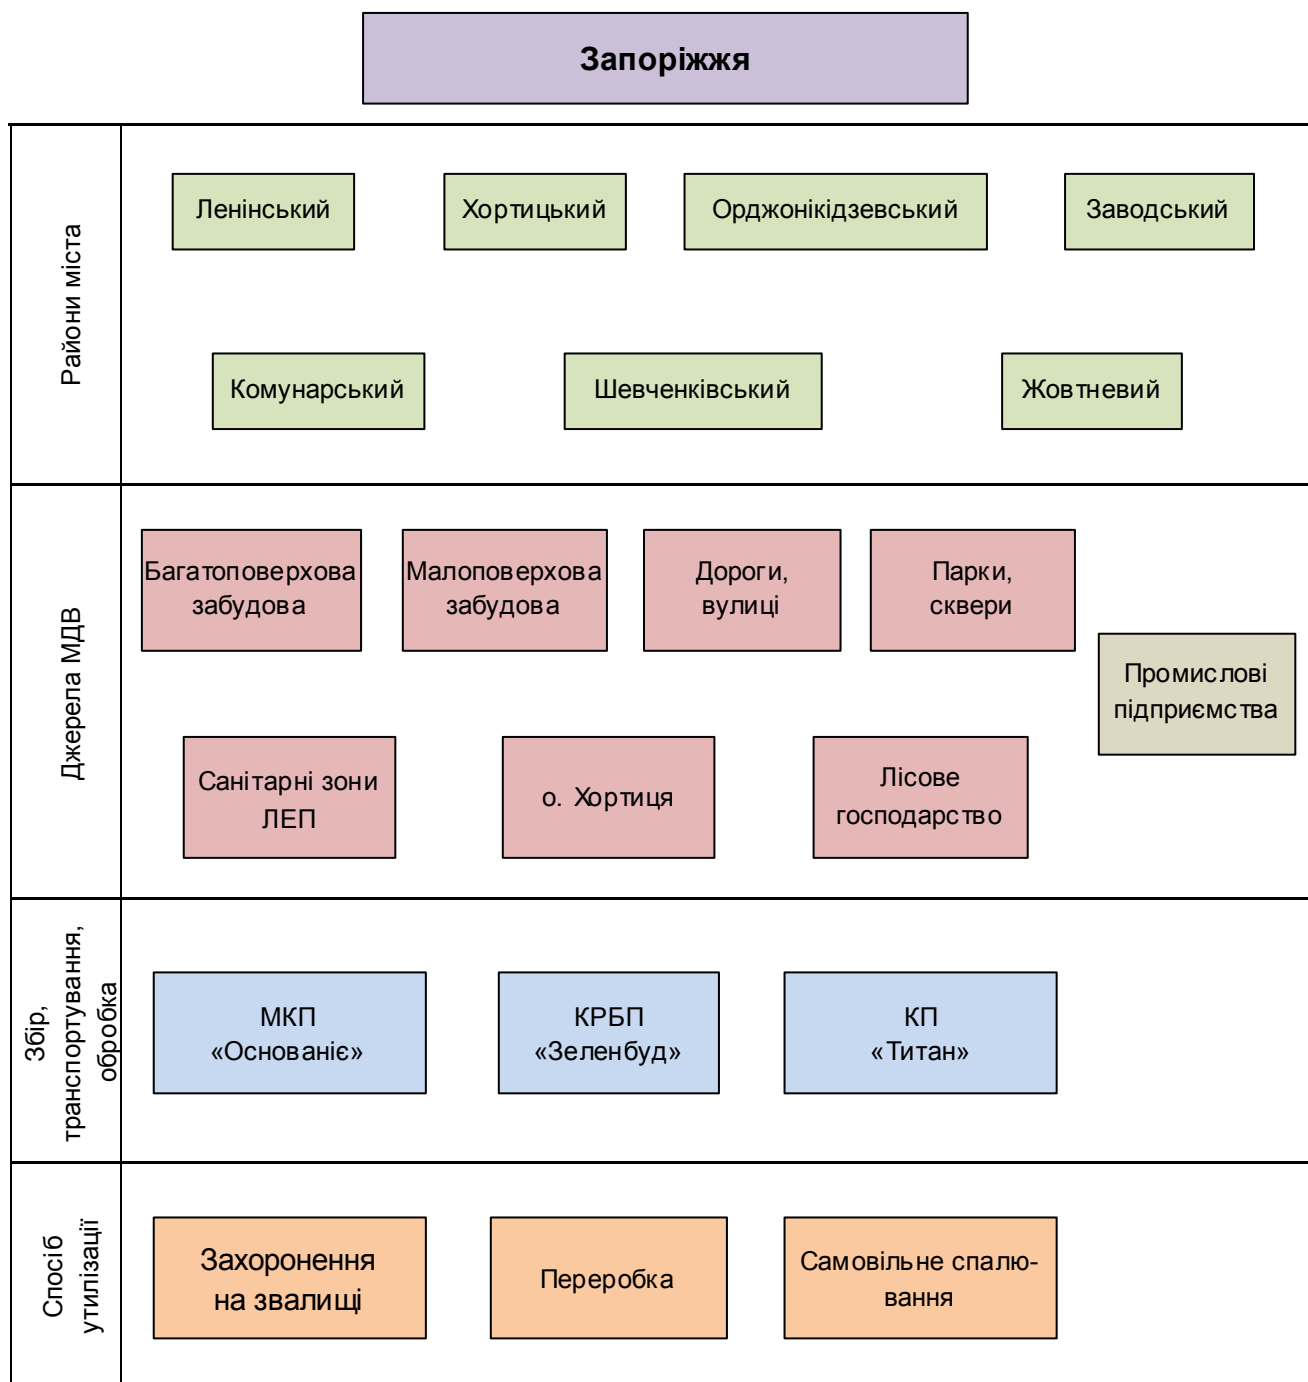 Запоріжжя
Райони міста
Ленінський
Хортицький
Орджонікідзевський
Заводський
Комунарський
Шевченківський
Жовтневий
Джерела МДВ
Багатоповерхова
забудова
Малоповерхова
забудова
Дороги,
вулиці
Парки,
сквери
Промислові
підприємства
Санітарні зони
ЛЕП
о. Хортиця
Лісове
господарство
Збір,
транспортування,
обробка
МКП
«Основаніє»
КРБП
«Зеленбуд»
КП
«Титан»
Спосіб
утилізації
Захоронення
на звалищі
Переробка
Самовільне спалю-
вання